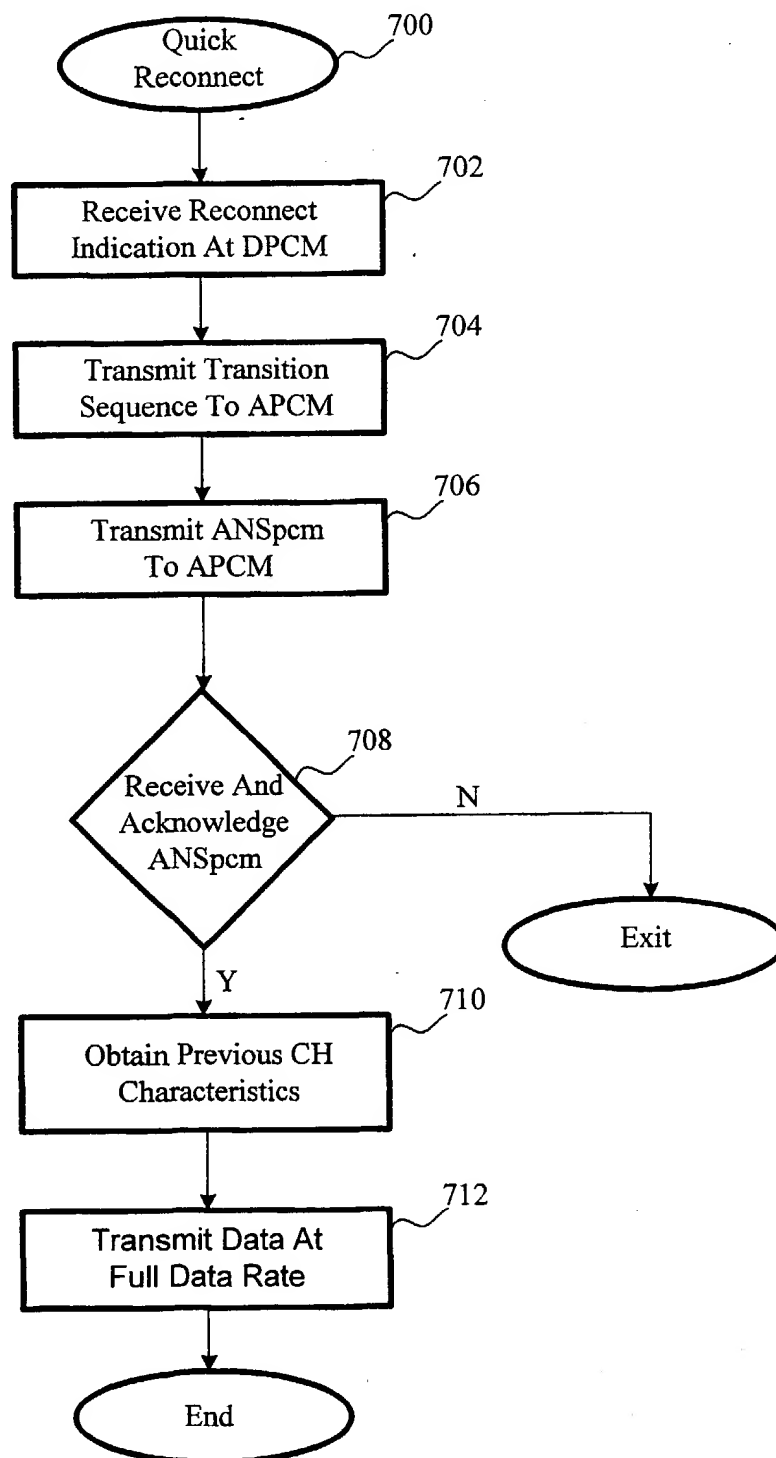 Quick
Reconnect
700
702
Receive Reconnect
Indication At DPCM
704
Transmit Transition
Sequence To APCM
706
Transmit ANSpcm
To APCM
708
Receive And
Acknowledge
ANSpcm
N
Exit
Y
710
Obtain Previous CH
Characteristics
712
Transmit Data At
Full Data Rate
End